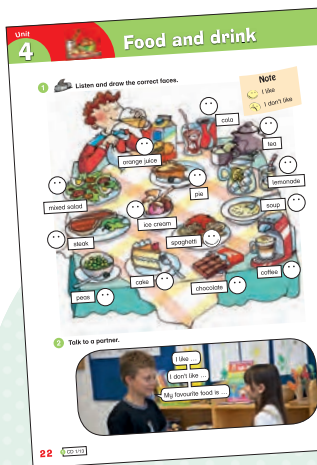 Unit
4
Food and drink
1
Listen and draw the correct faces.
Note
I like
I don't like
cola
tea
orange juice
lemonade
pie
mixed salad
soup
ice cream
steak
spaghetti
coffee
cake
chocolate
peas
2
Talk to a partner.
I like ...
I don't like ...
My favourite food is ...
22
CD 1/13